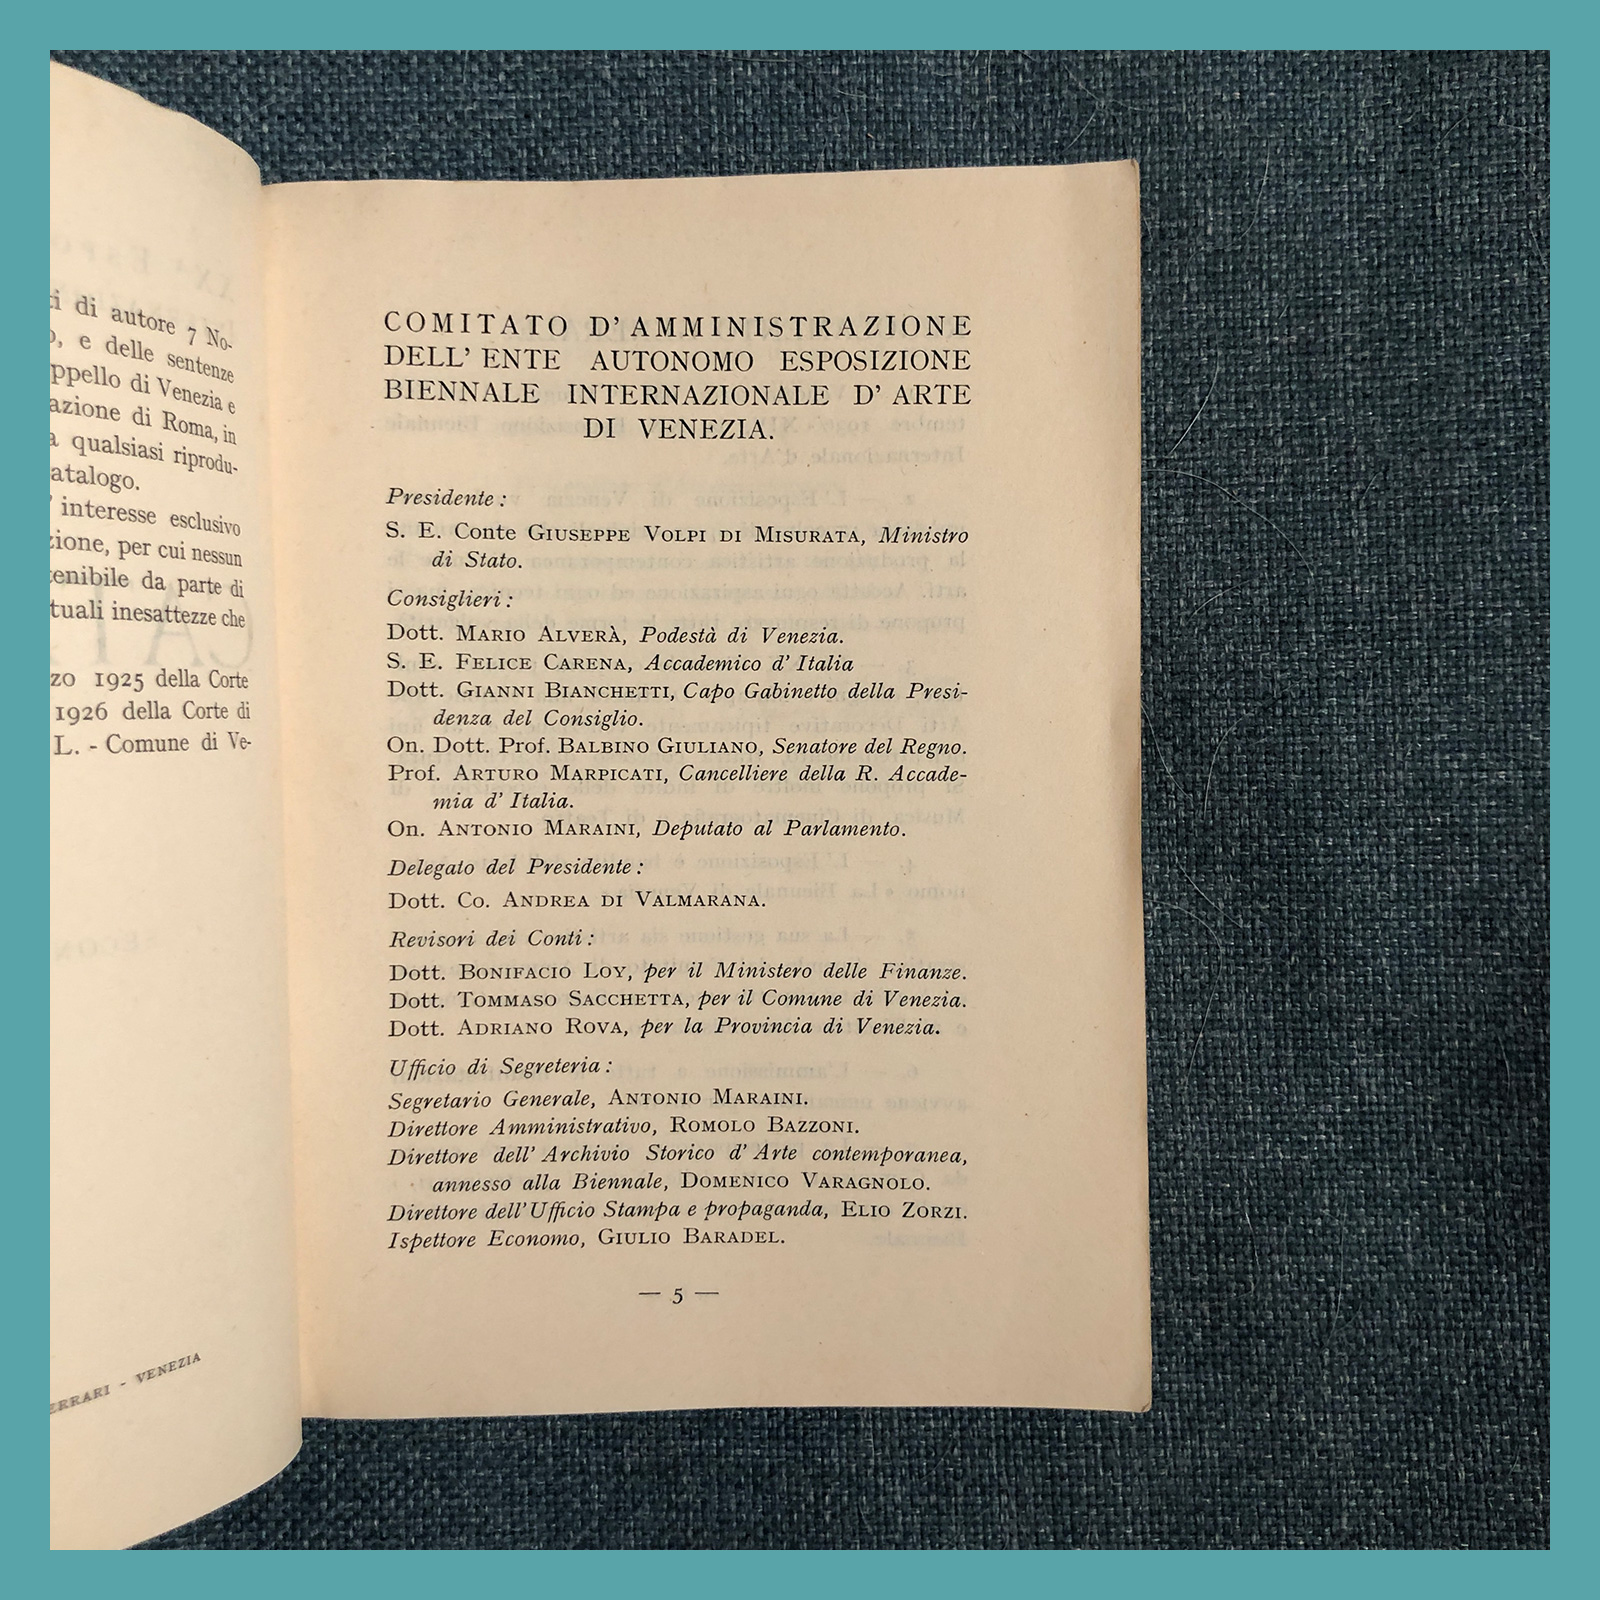 di autore 7 No-
e delle sentenze
di Venezia e
di Roma, in
qualsiasi riprodu-
interesse esclusivo
per cui nessun
da parte di
inesattezze che
1925 della Corte
1926 della Corte di
L. - Comune di Ve-
- VENEZIA
COMITATO D'AMMINISTRAZIONE
DELL' ENTE AUTONOMO ESPOSIZIONE
BIENNALE INTERNAZIONALE D' ARTE
DI VENEZIA.
Presidente:
S. E. Conte GIUSEPPE VOLPI DI MISURATA, Ministro
di Stato.
Consiglieri:
Dott. MARIO ALVERÀ, Podestà di Venezia.
S. E. FELICE CARENA, Accademico d' Italia
Dott. GIANNI BIANCHETTI, Capo Gabinetto della Presi-
denza del Consiglio.
On. Dott. Prof. BALBINO GIULIANO, Senatore del Regno.
Prof. ARTURO MARPICATI, Cancelliere della R. Accade-
mia d' Italia.
On. ANTONIO MARAINI, Deputato al Parlamento.
Delegato del Presidente:
Dott. Co. ANDREA DI VALMARANA.
Revisori dei Conti:
Dott. BONIFACIO LOY, per il Ministero delle Finanze.
Dott. TOMMASO SACCHETTA, per il Comune di Venezia.
Dott. ADRIANO ROVA, per la Provincia di Venezia.
Ufficio di Segreteria:
Segretario Generale, ANTONIO MARAINI.
Direttore Amministrativo, ROMOLO BAZZONI.
Direttore dell' Archivio Storico d' Arte contemporanea,
annesso alla Biennale, DOMENICO VARAGNOLO.
Direttore dell' Ufficio Stampa e propaganda, ELIO ZORZI.
Ispettore Economo, GIULIO BARADEL.
— 5 —